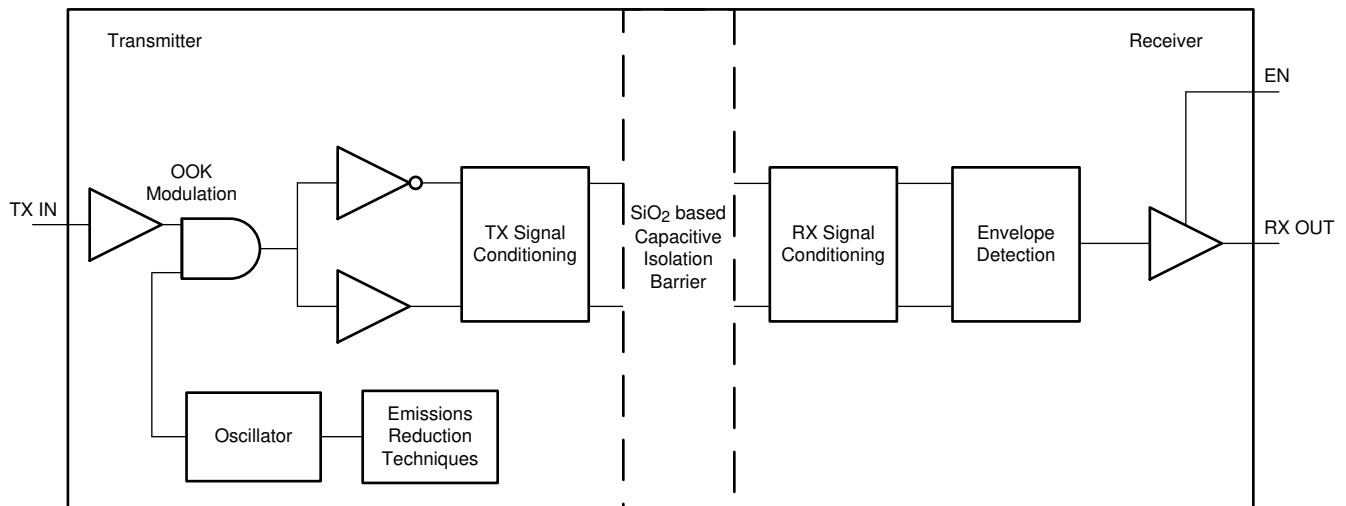 Transmitter
Receiver
EN
OOK
Modulation
TX IN
TX Signal
Conditioning
SiO2 based
Capacitive
Isolation
Barrier
RX Signal
Conditioning
Envelope
Detection
RX OUT
Oscillator
Emissions
Reduction
Techniques